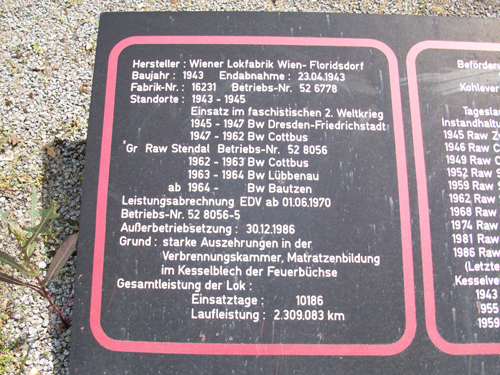 Hersteller : Wiener Lokfabrik Wien- Floridsdorf
Baujahr : 1943 Endabnahme : 23.04.1943
Fabrik-Nr. : 16231 Betriebs-Nr. 52 6778
Standorte : 1943 - 1945
Einsatz im faschistischen 2. Weltkrieg
1945 - 1947 Bw Dresden-Friedrichstadt
1947 - 1962 Bw Cottbus
Gr Raw Stendal Betriebs-Nr. 52 8056
1962 - 1963 Bw Cottbus
1963 - 1964 Bw Lübbenau
ab 1964 - Bw Bautzen
Leistungsabrechnung EDV ab 01.06.1970
Betriebs-Nr. 52 8056-5
Außerbetriebsetzung : 30.12.1986
Grund : starke Auszehrungen in der
Verbrennungskammer, Matratzenbildung
im Kesselblech der Feuerbüchse
Gesamtleistung der Lok :
Einsatztage : 10186
Laufleistung : 2.309.083 km
Beförderu
Kohlever
Tagesla
Instandhal
1945 Raw
1946 Raw
1949 Raw
1952 Raw
1959 Raw
1962 Raw
1968 Raw
1974 Raw
1981 Raw
1986 Raw
(Letzte
Kesselve
1943
955
1959